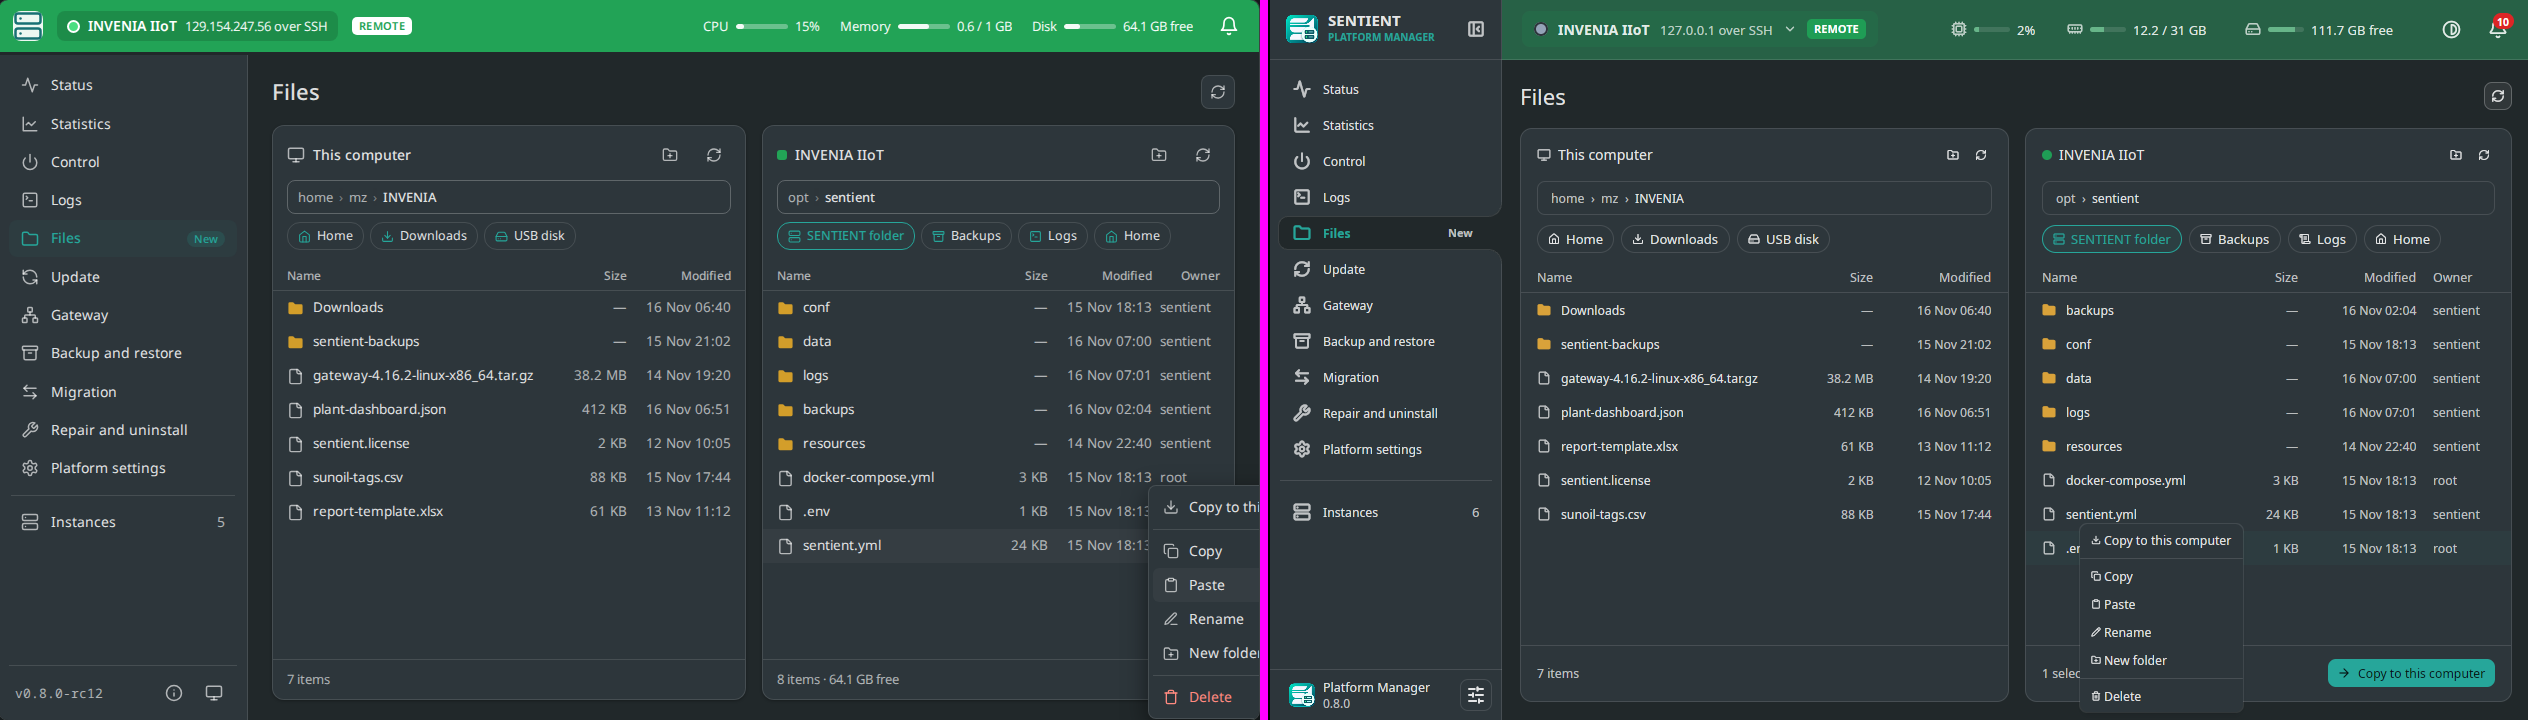 INVENIA IIoT 129.154.247.56 over SSH REMOTE CPU 15% Memory 0.6 / 1 GB Disk 64.1 GB free
Status
Statistics
Control
Logs
Files New
Update
Gateway
Backup and restore
Migration
Repair and uninstall
Platform settings
Instances 5
v0.8.0-rc12
Files
This computer
home › mz › INVENIA
Home Downloads USB disk
Name Size Modified
Downloads — 16 Nov 06:40
sentient-backups — 15 Nov 21:02
gateway-4.16.2-linux-x86_64.tar.gz 38.2 MB 14 Nov 19:20
plant-dashboard.json 412 KB 16 Nov 06:51
sentient.license 2 KB 12 Nov 10:05
sunoil-tags.csv 88 KB 15 Nov 17:44
report-template.xlsx 61 KB 13 Nov 11:12
7 items
INVENIA IIoT
opt › sentient
SENTIENT folder Backups Logs Home
Name Size Modified Owner
conf — 15 Nov 18:13 sentient
data — 16 Nov 07:00 sentient
logs — 16 Nov 07:01 sentient
backups — 16 Nov 02:04 sentient
resources — 14 Nov 22:40 sentient
docker-compose.yml 3 KB 15 Nov 18:13 root
.env 1 KB 15 Nov 18:13
sentient.yml 24 KB 15 Nov 18:13
8 items · 64.1 GB free
Copy to thi
Copy
Paste
Rename
New folde
Delete
SENTIENT
PLATFORM MANAGER
INVENIA IIoT 127.0.0.1 over SSH REMOTE 2% 12.2 / 31 GB 111.7 GB free 10
Status
Statistics
Control
Logs
Files New
Update
Gateway
Backup and restore
Migration
Repair and uninstall
Platform settings
Instances 6
Platform Manager
0.8.0
Files
This computer
home › mz › INVENIA
Home Downloads USB disk
Name Size Modified
Downloads — 16 Nov 06:40
sentient-backups — 15 Nov 21:02
gateway-4.16.2-linux-x86_64.tar.gz 38.2 MB 14 Nov 19:20
plant-dashboard.json 412 KB 16 Nov 06:51
report-template.xlsx 61 KB 13 Nov 11:12
sentient.license 2 KB 12 Nov 10:05
sunoil-tags.csv 88 KB 15 Nov 17:44
7 items
INVENIA IIoT
opt › sentient
SENTIENT folder Backups Logs Home
Name Size Modified Owner
backups — 16 Nov 02:04 sentient
conf — 15 Nov 18:13 sentient
data — 16 Nov 07:00 sentient
logs — 16 Nov 07:01 sentient
resources — 14 Nov 22:40 sentient
docker-compose.yml 3 KB 15 Nov 18:13 root
sentient.yml 24 KB 15 Nov 18:13 sentient
.e 1 KB 15 Nov 18:13 root
1 selec Copy to this computer
Copy to this computer
Copy
Paste
Rename
New folder
Delete